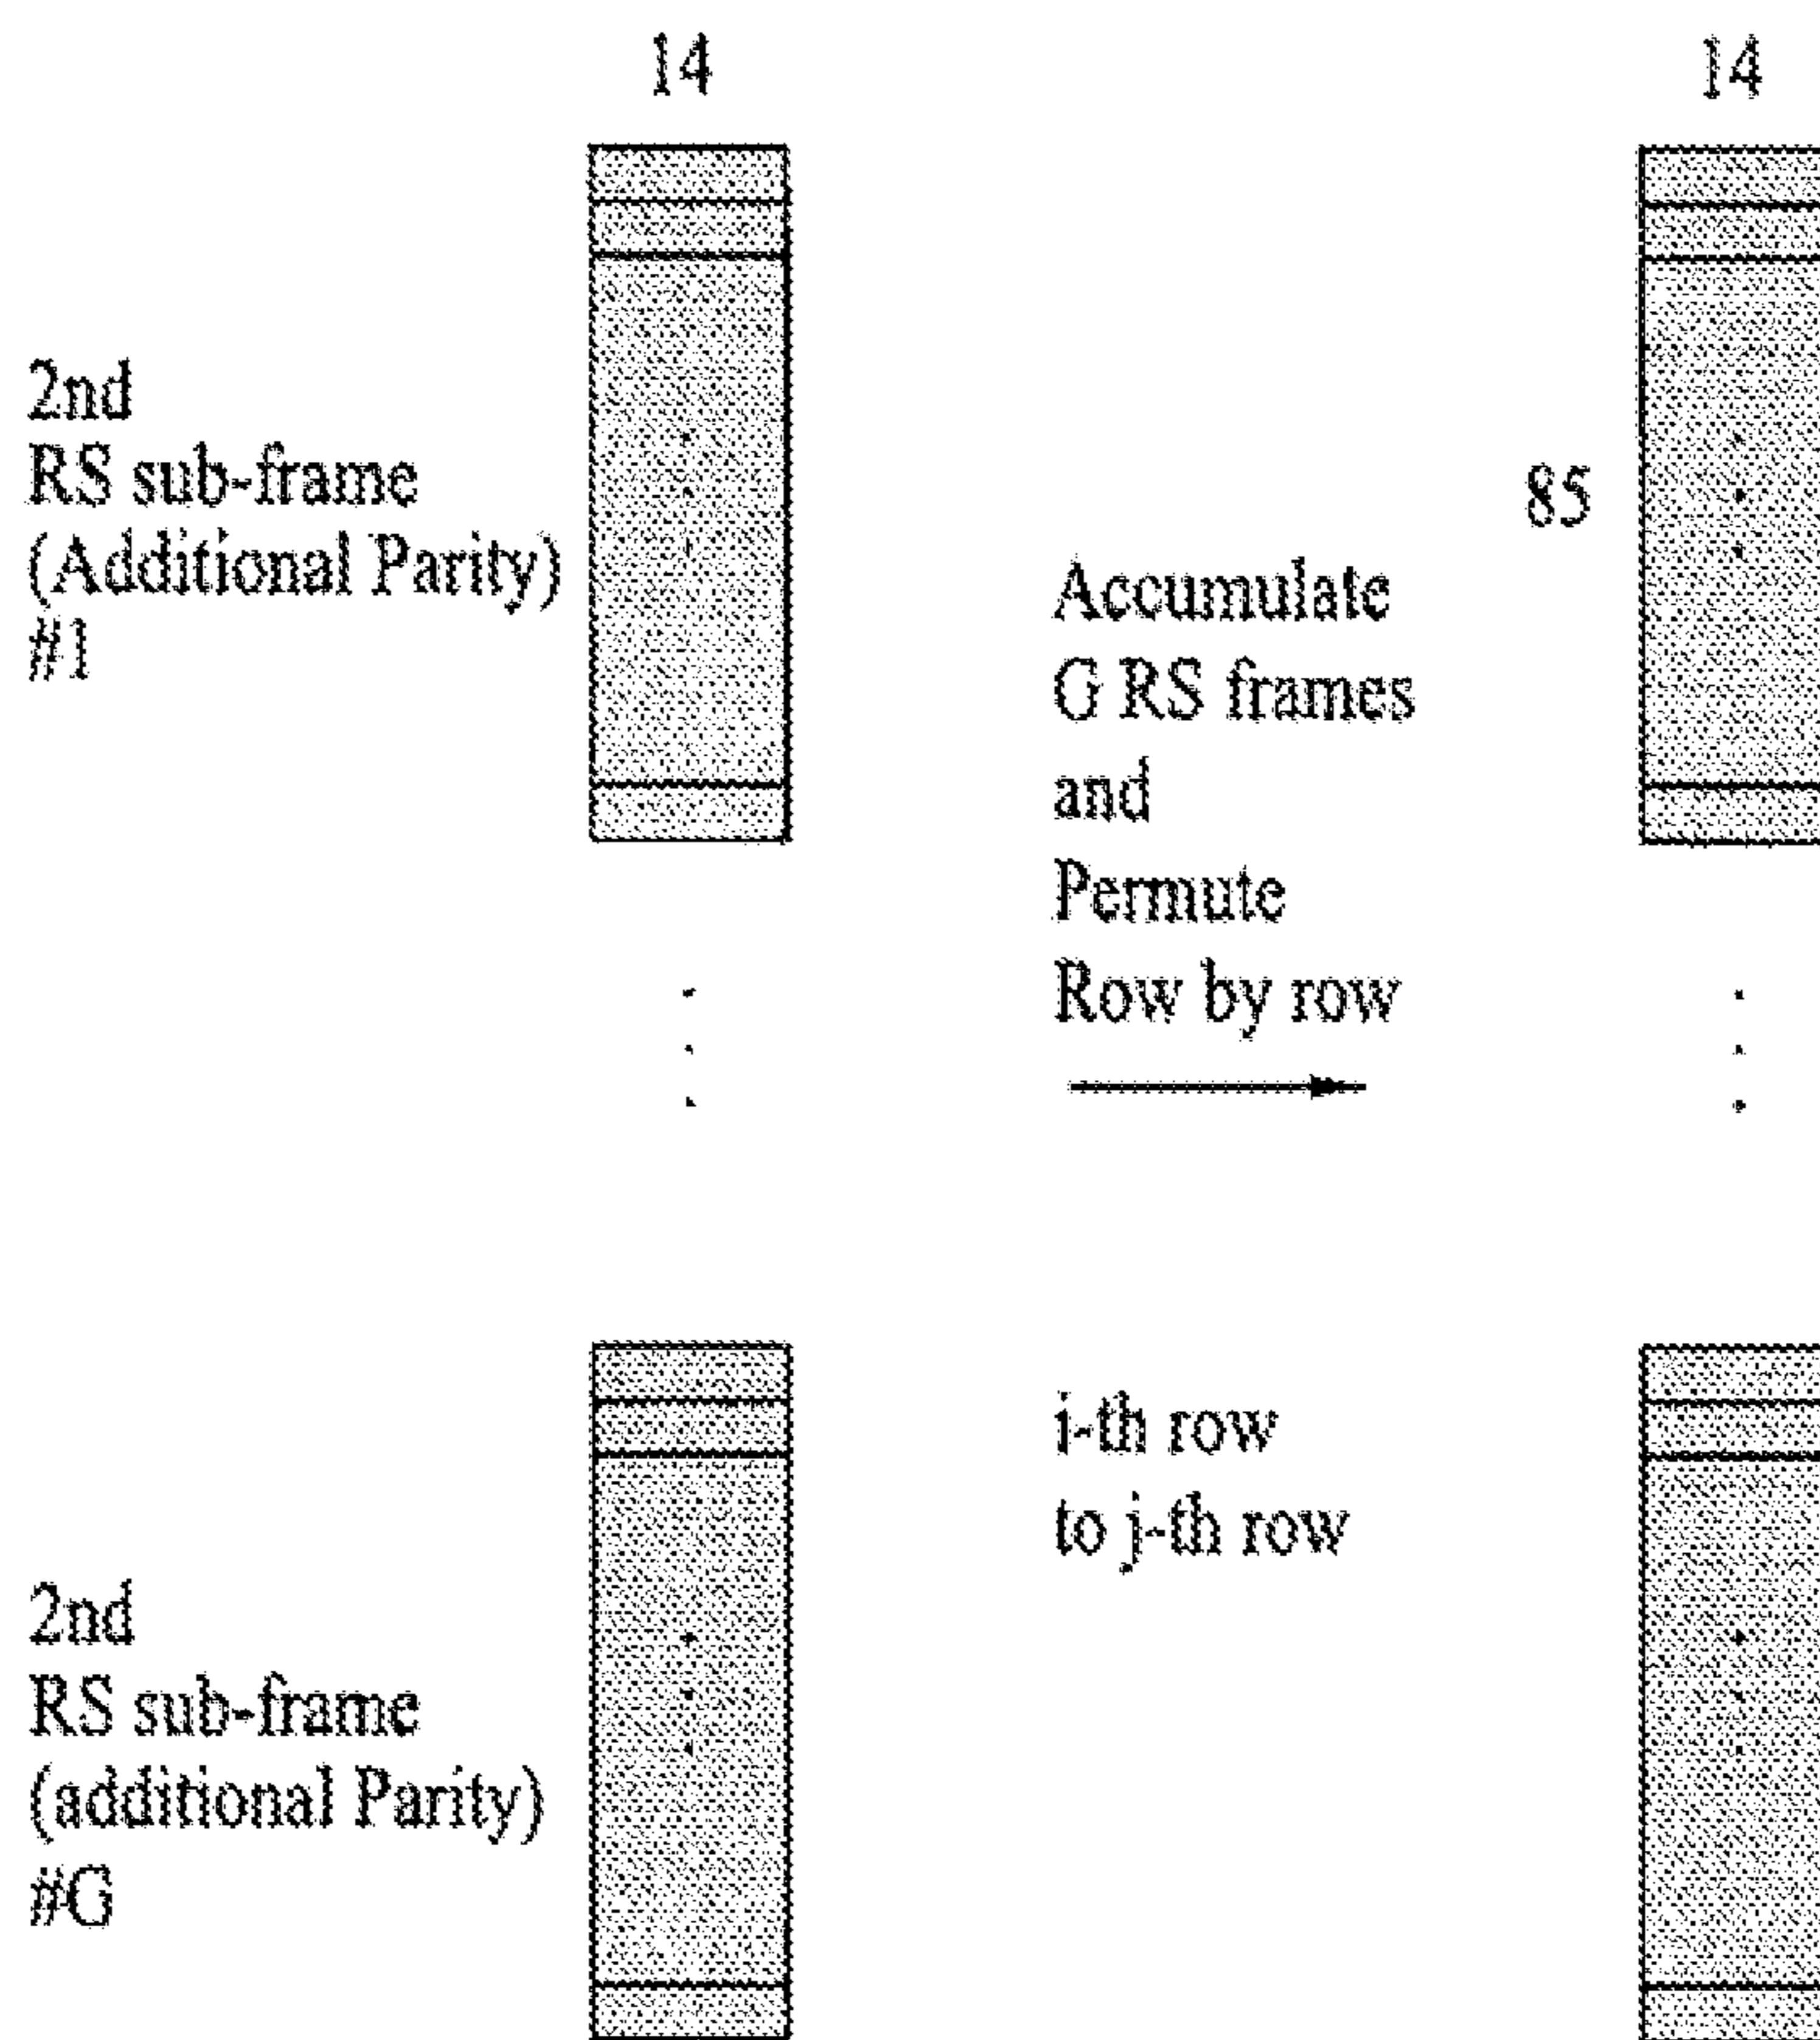 14
14
2nd
RS sub-frame
(Additional Parity)
#1
85
Accumulate
G RS frames
and
Permute
Row by row
i-th row
to j-th row
2nd
RS sub-frame
(additional Parity)
#G